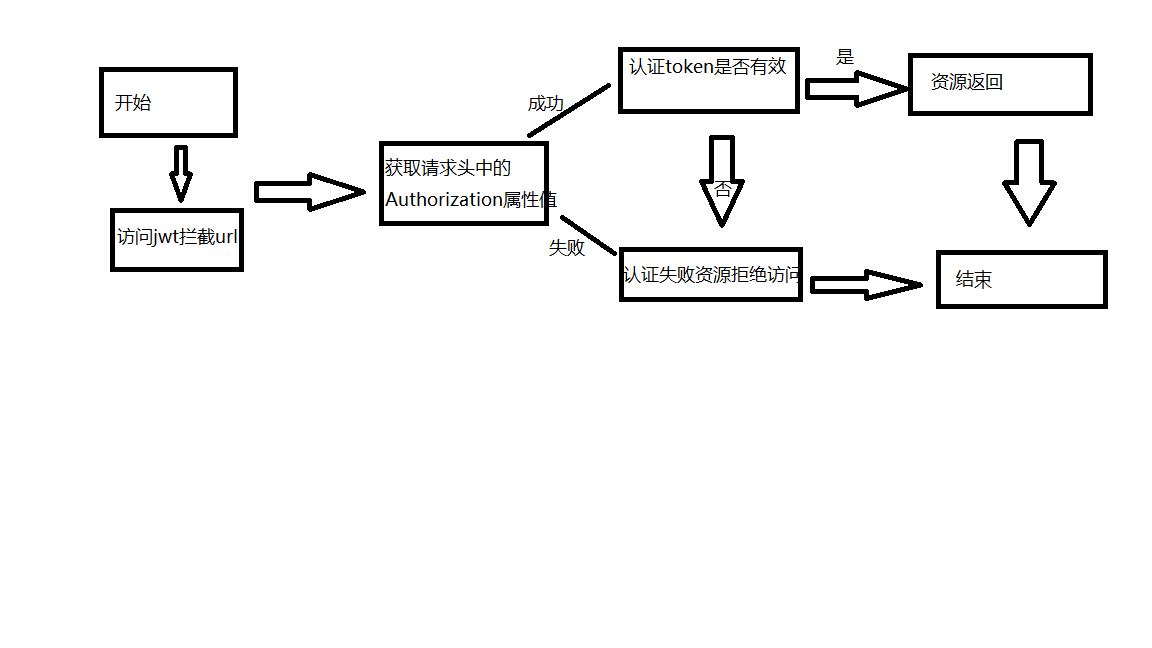 开始
访问jwt拦截url
获取请求头中的
Authorization属性值
成功
失败
认证token是否有效
是
否
认证失败资源拒绝访问
资源返回
结束